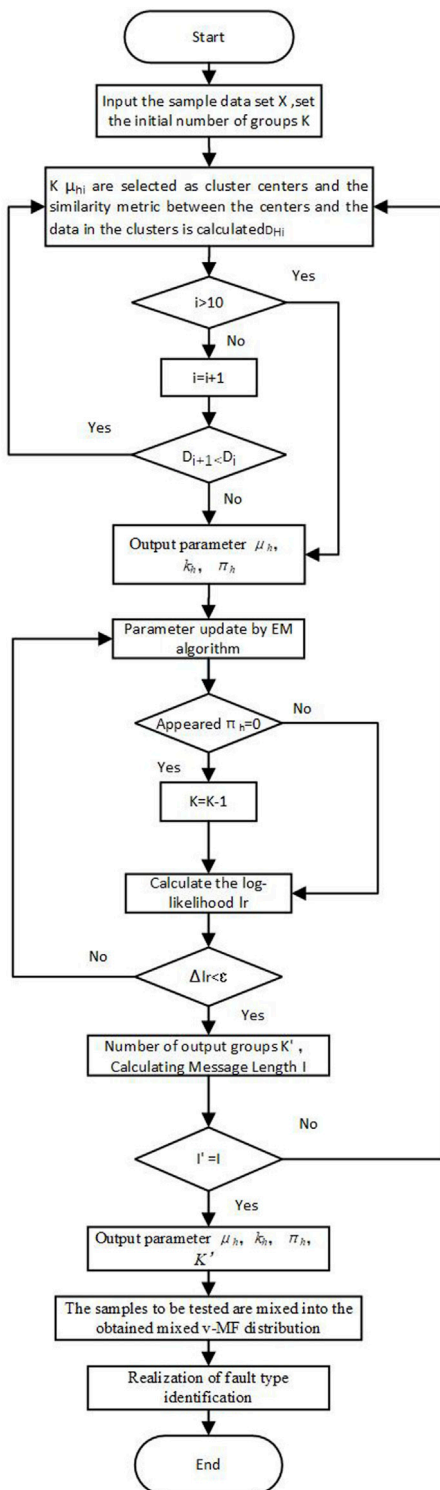 Start
Input the sample data set X ,set
the initial number of groups K
K μhi are selected as cluster centers and the
similarity metric between the centers and the
data in the clusters is calculatedDHi
Yes
i>10
No
i=i+1
Yes
Di+1<Di
No
Output parameter μh,
kh, πh
Parameter update by EM
algorithm
No
Appeared πh=0
Yes
K=K-1
Calculate the log-
likelihood lr
No
Δlr<ε
Yes
Number of output groups K' ,
Calculating Message Length I
No
I'=I
Yes
Output parameter μh, kh, πh,
K'
The samples to be tested are mixed into the
obtained mixed v-MF distribution
Realization of fault type
identification
End